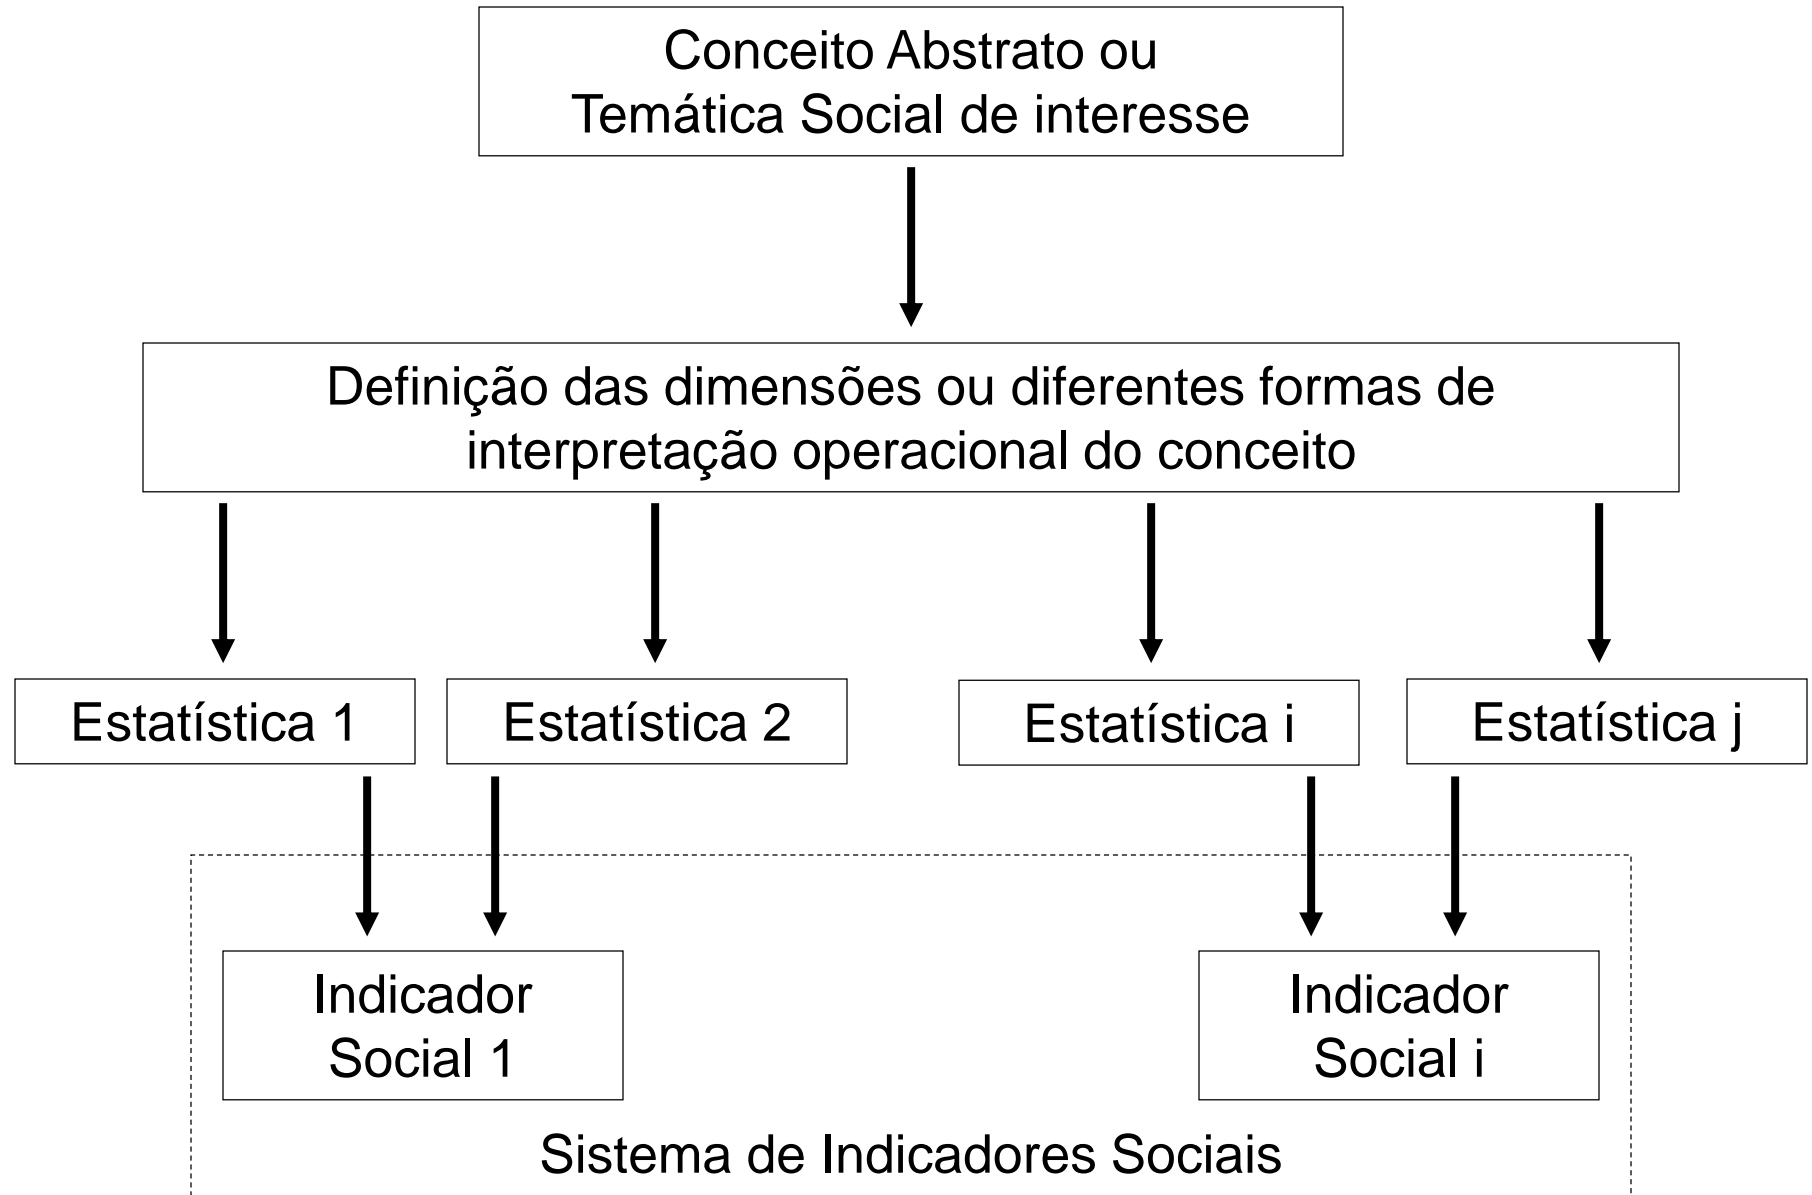 Conceito Abstrato ou
Temática Social de interesse
Definição das dimensões ou diferentes formas de
interpretação operacional do conceito
Estatística 1
Estatística 2
Estatística i
Estatística j
Indicador
Social 1
Indicador
Social i
Sistema de Indicadores Sociais